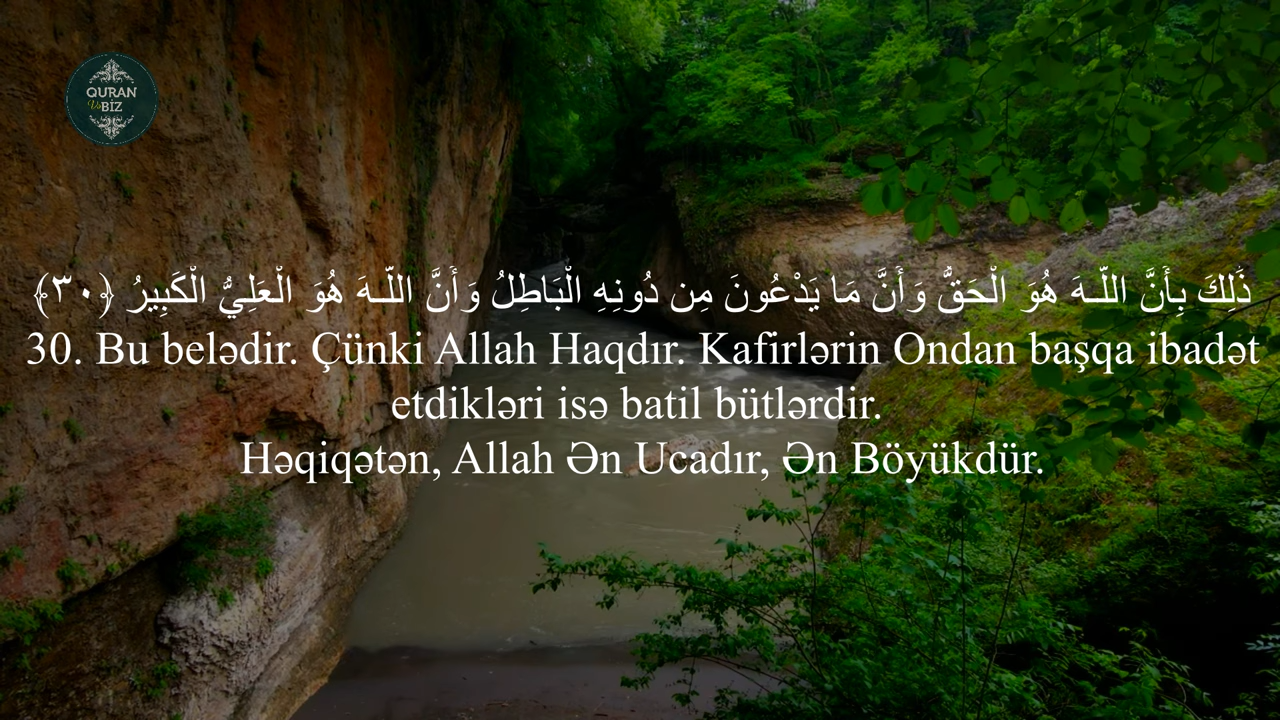 QURAN
Və
BİZ
ذَٰلِكَ بِأَنَّ اللَّـهَ هُوَ الْحَقُّ وَأَنَّ مَا يَدْعُونَ مِن دُونِهِ الْبَاطِلُ وَأَنَّ اللَّـهَ هُوَ الْعَلِيُّ الْكَبِيرُ ﴿٣٠﴾
30. Bu belədir. Çünki Allah Haqdır. Kafirlərin Ondan başqa ibadət
etdikləri isə batil bütlərdir.
Həqiqətən, Allah Ən Ucadır, Ən Böyükdür.